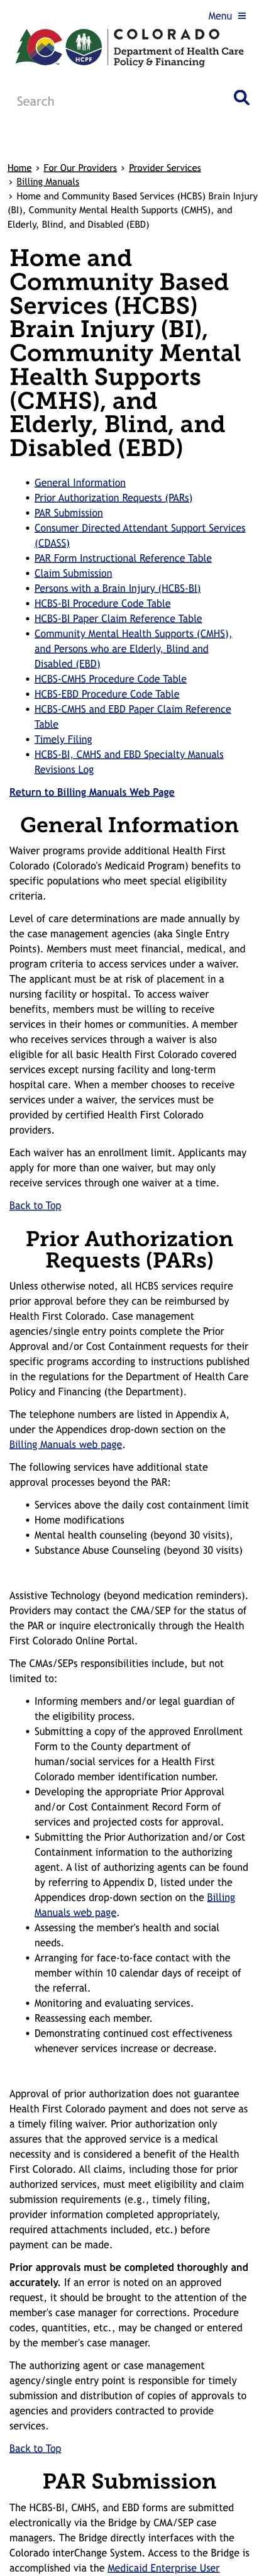 Menu ≡
HCPF
COLORADO
Department of Health Care
Policy & Financing
Search
Home › For Our Providers › Provider Services
› Billing Manuals
› Home and Community Based Services (HCBS) Brain Injury
(BI), Community Mental Health Supports (CMHS), and
Elderly, Blind, and Disabled (EBD)
Home and
Community Based
Services (HCBS)
Brain Injury (BI),
Community Mental
Health Supports
(CMHS), and
Elderly, Blind, and
Disabled (EBD)
• General Information
• Prior Authorization Requests (PARs)
• PAR Submission
• Consumer Directed Attendant Support Services
(CDASS)
• PAR Form Instructional Reference Table
• Claim Submission
• Persons with a Brain Injury (HCBS-BI)
• HCBS-BI Procedure Code Table
• HCBS-BI Paper Claim Reference Table
• Community Mental Health Supports (CMHS),
and Persons who are Elderly, Blind and
Disabled (EBD)
• HCBS-CMHS Procedure Code Table
• HCBS-EBD Procedure Code Table
• HCBS-CMHS and EBD Paper Claim Reference
Table
• Timely Filing
• HCBS-BI, CMHS and EBD Specialty Manuals
Revisions Log
Return to Billing Manuals Web Page
General Information
Waiver programs provide additional Health First
Colorado (Colorado's Medicaid Program) benefits to
specific populations who meet special eligibility
criteria.
Level of care determinations are made annually by
the case management agencies (aka Single Entry
Points). Members must meet financial, medical, and
program criteria to access services under a waiver.
The applicant must be at risk of placement in a
nursing facility or hospital. To access waiver
benefits, members must be willing to receive
services in their homes or communities. A member
who receives services through a waiver is also
eligible for all basic Health First Colorado covered
services except nursing facility and long-term
hospital care. When a member chooses to receive
services under a waiver, the services must be
provided by certified Health First Colorado
providers.
Each waiver has an enrollment limit. Applicants may
apply for more than one waiver, but may only
receive services through one waiver at a time.
Back to Top
Prior Authorization
Requests (PARs)
Unless otherwise noted, all HCBS services require
prior approval before they can be reimbursed by
Health First Colorado. Case management
agencies/single entry points complete the Prior
Approval and/or Cost Containment requests for their
specific programs according to instructions published
in the regulations for the Department of Health Care
Policy and Financing (the Department).
The telephone numbers are listed in Appendix A,
under the Appendices drop-down section on the
Billing Manuals web page.
The following services have additional state
approval processes beyond the PAR:
• Services above the daily cost containment limit
• Home modifications
• Mental health counseling (beyond 30 visits),
• Substance Abuse Counseling (beyond 30 visits)
Assistive Technology (beyond medication reminders).
Providers may contact the CMA/SEP for the status of
the PAR or inquire electronically through the Health
First Colorado Online Portal.
The CMAs/SEPs responsibilities include, but not
limited to:
• Informing members and/or legal guardian of
the eligibility process.
• Submitting a copy of the approved Enrollment
Form to the County department of
human/social services for a Health First
Colorado member identification number.
• Developing the appropriate Prior Approval
and/or Cost Containment Record Form of
services and projected costs for approval.
• Submitting the Prior Authorization and/or Cost
Containment information to the authorizing
agent. A list of authorizing agents can be found
by referring to Appendix D, listed under the
Appendices drop-down section on the Billing
Manuals web page.
• Assessing the member's health and social
needs.
• Arranging for face-to-face contact with the
member within 10 calendar days of receipt of
the referral.
• Monitoring and evaluating services.
• Reassessing each member.
• Demonstrating continued cost effectiveness
whenever services increase or decrease.
Approval of prior authorization does not guarantee
Health First Colorado payment and does not serve as
a timely filing waiver. Prior authorization only
assures that the approved service is a medical
necessity and is considered a benefit of the Health
First Colorado. All claims, including those for prior
authorized services, must meet eligibility and claim
submission requirements (e.g., timely filing,
provider information completed appropriately,
required attachments included, etc.) before
payment can be made.
Prior approvals must be completed thoroughly and
accurately. If an error is noted on an approved
request, it should be brought to the attention of the
member's case manager for corrections. Procedure
codes, quantities, etc., may be changed or entered
by the member's case manager.
The authorizing agent or case management
agency/single entry point is responsible for timely
submission and distribution of copies of approvals to
agencies and providers contracted to provide
services.
Back to Top
PAR Submission
The HCBS-BI, CMHS, and EBD forms are submitted
electronically via the Bridge by CMA/SEP case
managers. The Bridge directly interfaces with the
Colorado interChange System. Access to the Bridge is
accomplished via the Medicaid Enterprise User